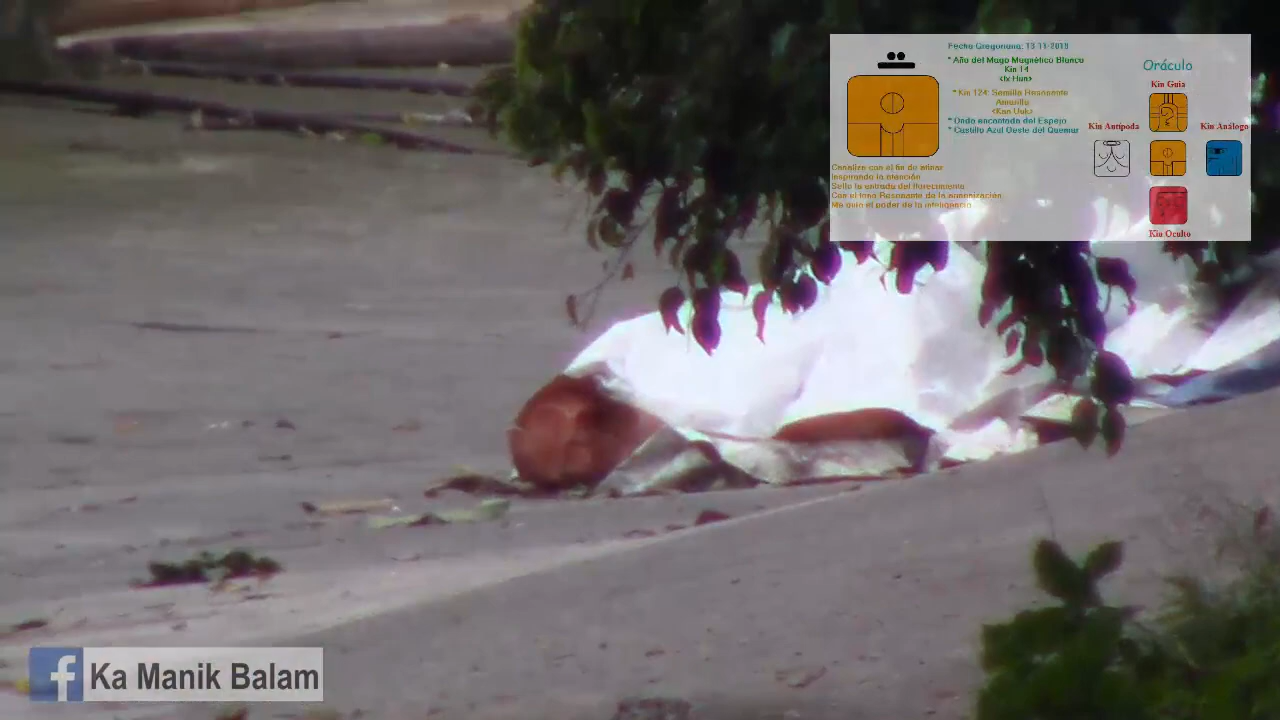 Fecha Gregoriana: 13-11-2019
* Año del Mago Magnético Blanco
Kin 14
<Ix Hun>
* Kin 124: Semilla Resonante
Amarilla
<Kan Uuk>
* Onda encantada del Espejo
* Castillo Azul Oeste del Quemar
Canalizo con el fin de atinar
Inspirando la atención
Sello la entrada del florecimiento
Con el tono Resonante de la armonización
Me guía el poder de la inteligencia
Oráculo
Kin Guía
Kin Antípoda
Kin Análogo
Kin Oculto
Ka Manik Balam